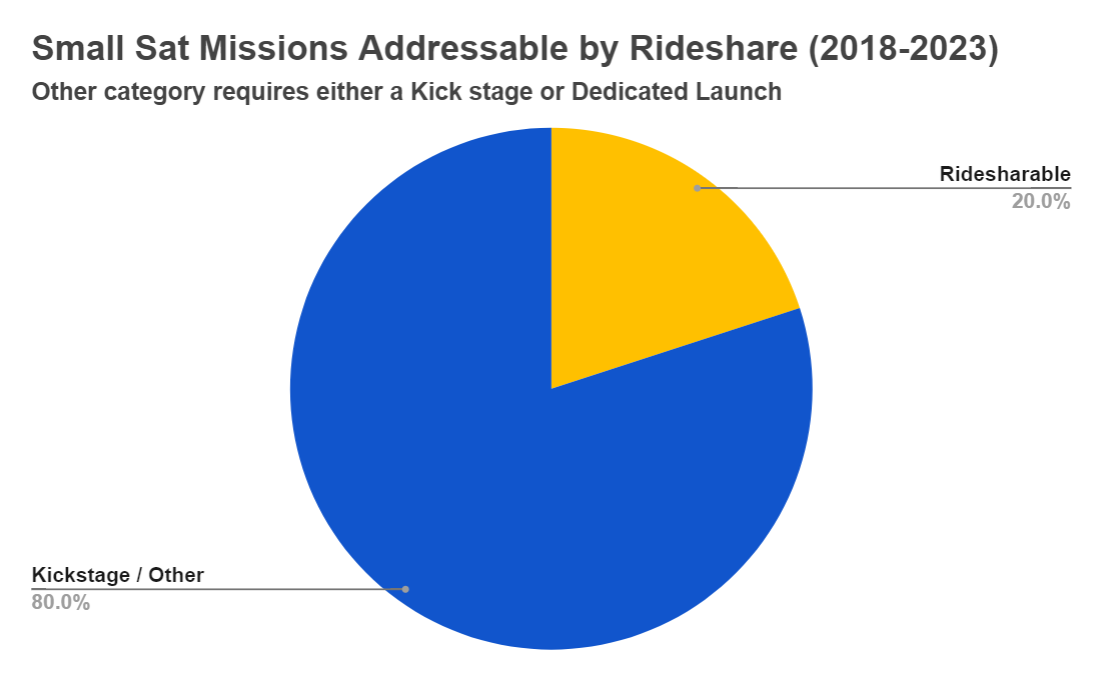 Small Sat Missions Addressable by Rideshare (2018-2023)
Other category requires either a Kick stage or Dedicated Launch
Ridesharable
20.0%
Kickstage / Other
80.0%